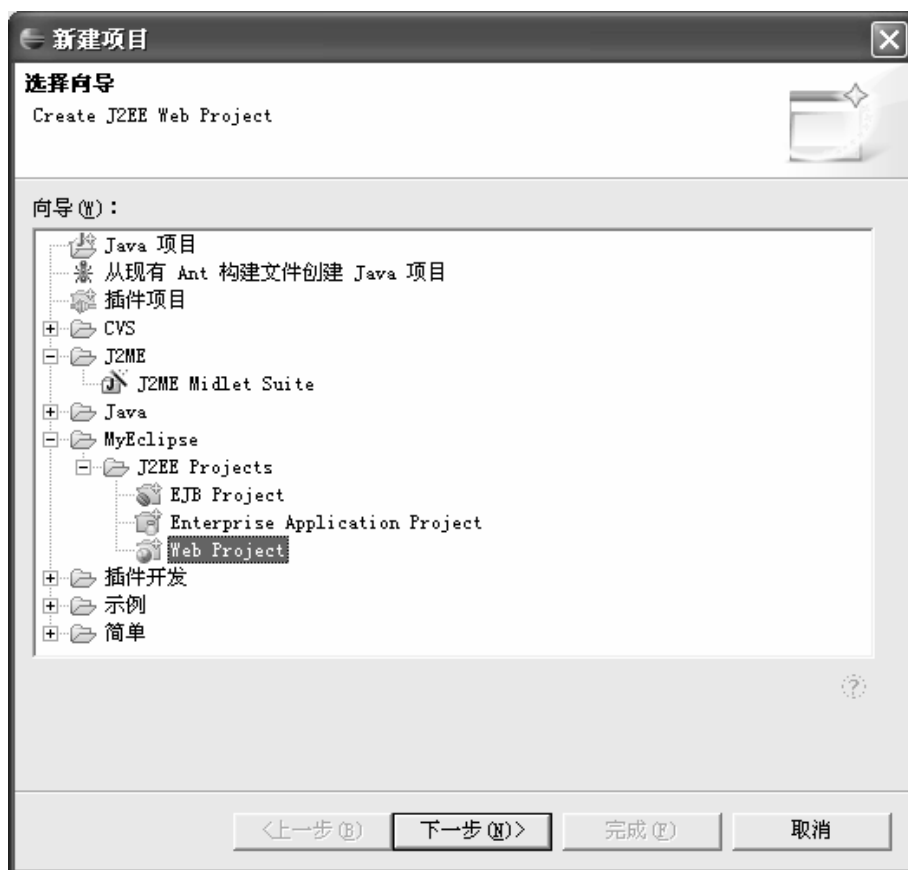 新建项目
选择向导
Create J2EE Web Project
向导(W)：
Java 项目
从现有 Ant 构建文件创建 Java 项目
插件项目
CVS
J2ME
J2ME Midlet Suite
Java
MyEclipse
J2EE Projects
EJB Project
Enterprise Application Project
Web Project
插件开发
示例
简单
?
<上一步(B) 下一步(N)> 完成(F) 取消